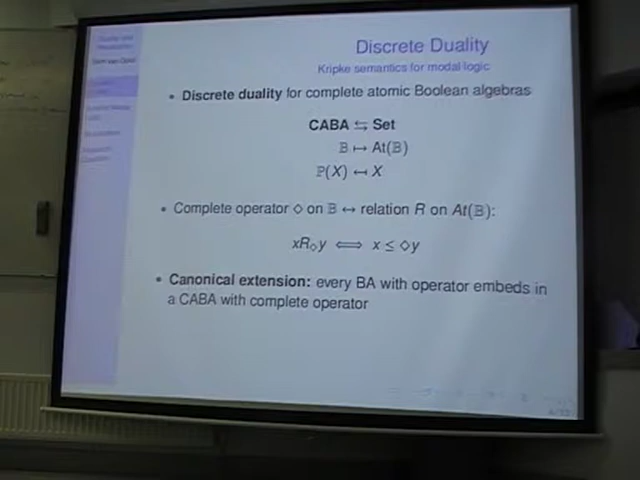 Discrete Duality
Kripke semantics for modal logic
• Discrete duality for complete atomic Boolean algebras
CABA ⇆ Set
𝔹 ↦ At(𝔹)
ℙ(X) ↤ X
• Complete operator ◇ on 𝔹 ↔ relation R on At(𝔹):
xR◇y ⟺ x ≤ ◇y
• Canonical extension: every BA with operator embeds in
a CABA with complete operator